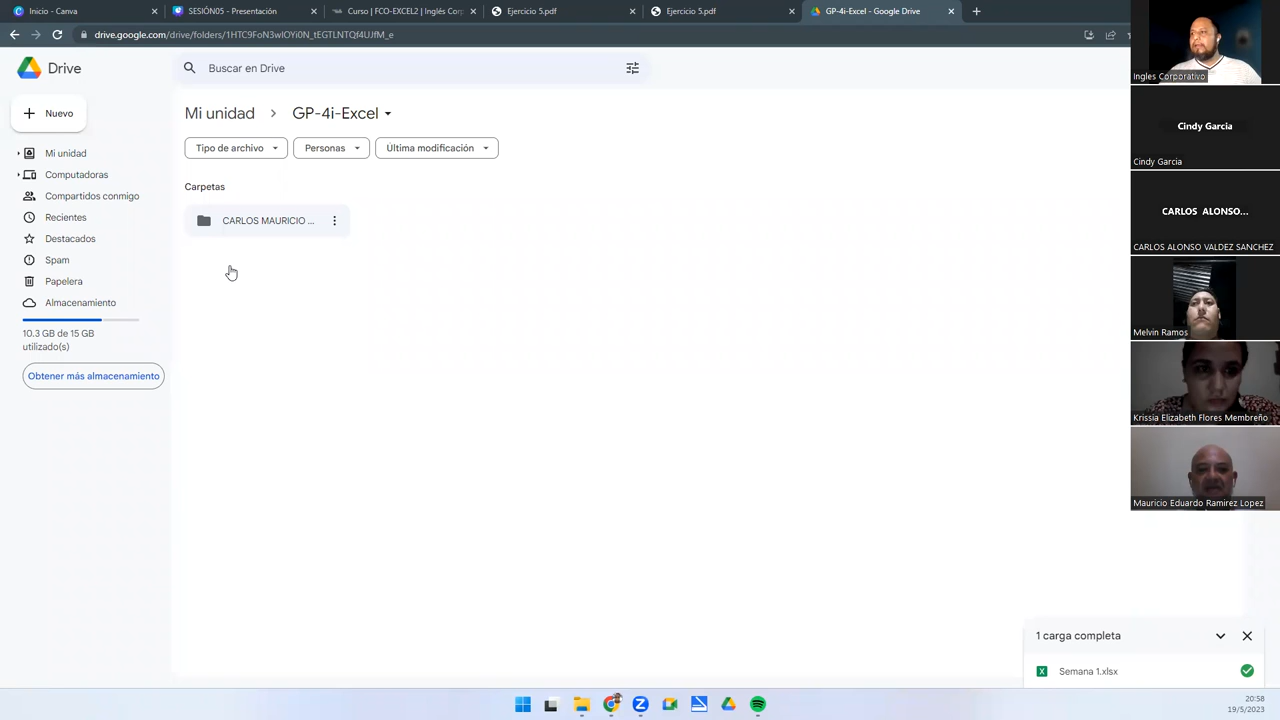 Inicio - Canva
SESIÓN05 - Presentación
Curso | FCO-EXCEL2 | Inglés Corp
Ejercicio 5.pdf
Ejercicio 5.pdf
GP-4i-Excel - Google Drive
drive.google.com/drive/folders/1HTC9FoN3wIOYi0N_tEGTLNTQf4UJfM_e
Drive
Buscar en Drive
Nuevo
Mi unidad
GP-4i-Excel
Tipo de archivo
Personas
Última modificación
Carpetas
CARLOS MAURICIO ...
Mi unidad
Computadoras
Compartidos conmigo
Recientes
Destacados
Spam
Papelera
Almacenamiento
10.3 GB de 15 GB
utilizado(s)
Obtener más almacenamiento
Ingles Corporativo
Cindy Garcia
Cindy Garcia
CARLOS ALONSO...
CARLOS ALONSO VALDEZ SANCHEZ
Melvin Ramos
Krissia Elizabeth Flores Membreño
Mauricio Eduardo Ramirez Lopez
1 carga completa
Semana 1.xlsx
20:58
19/5/2023